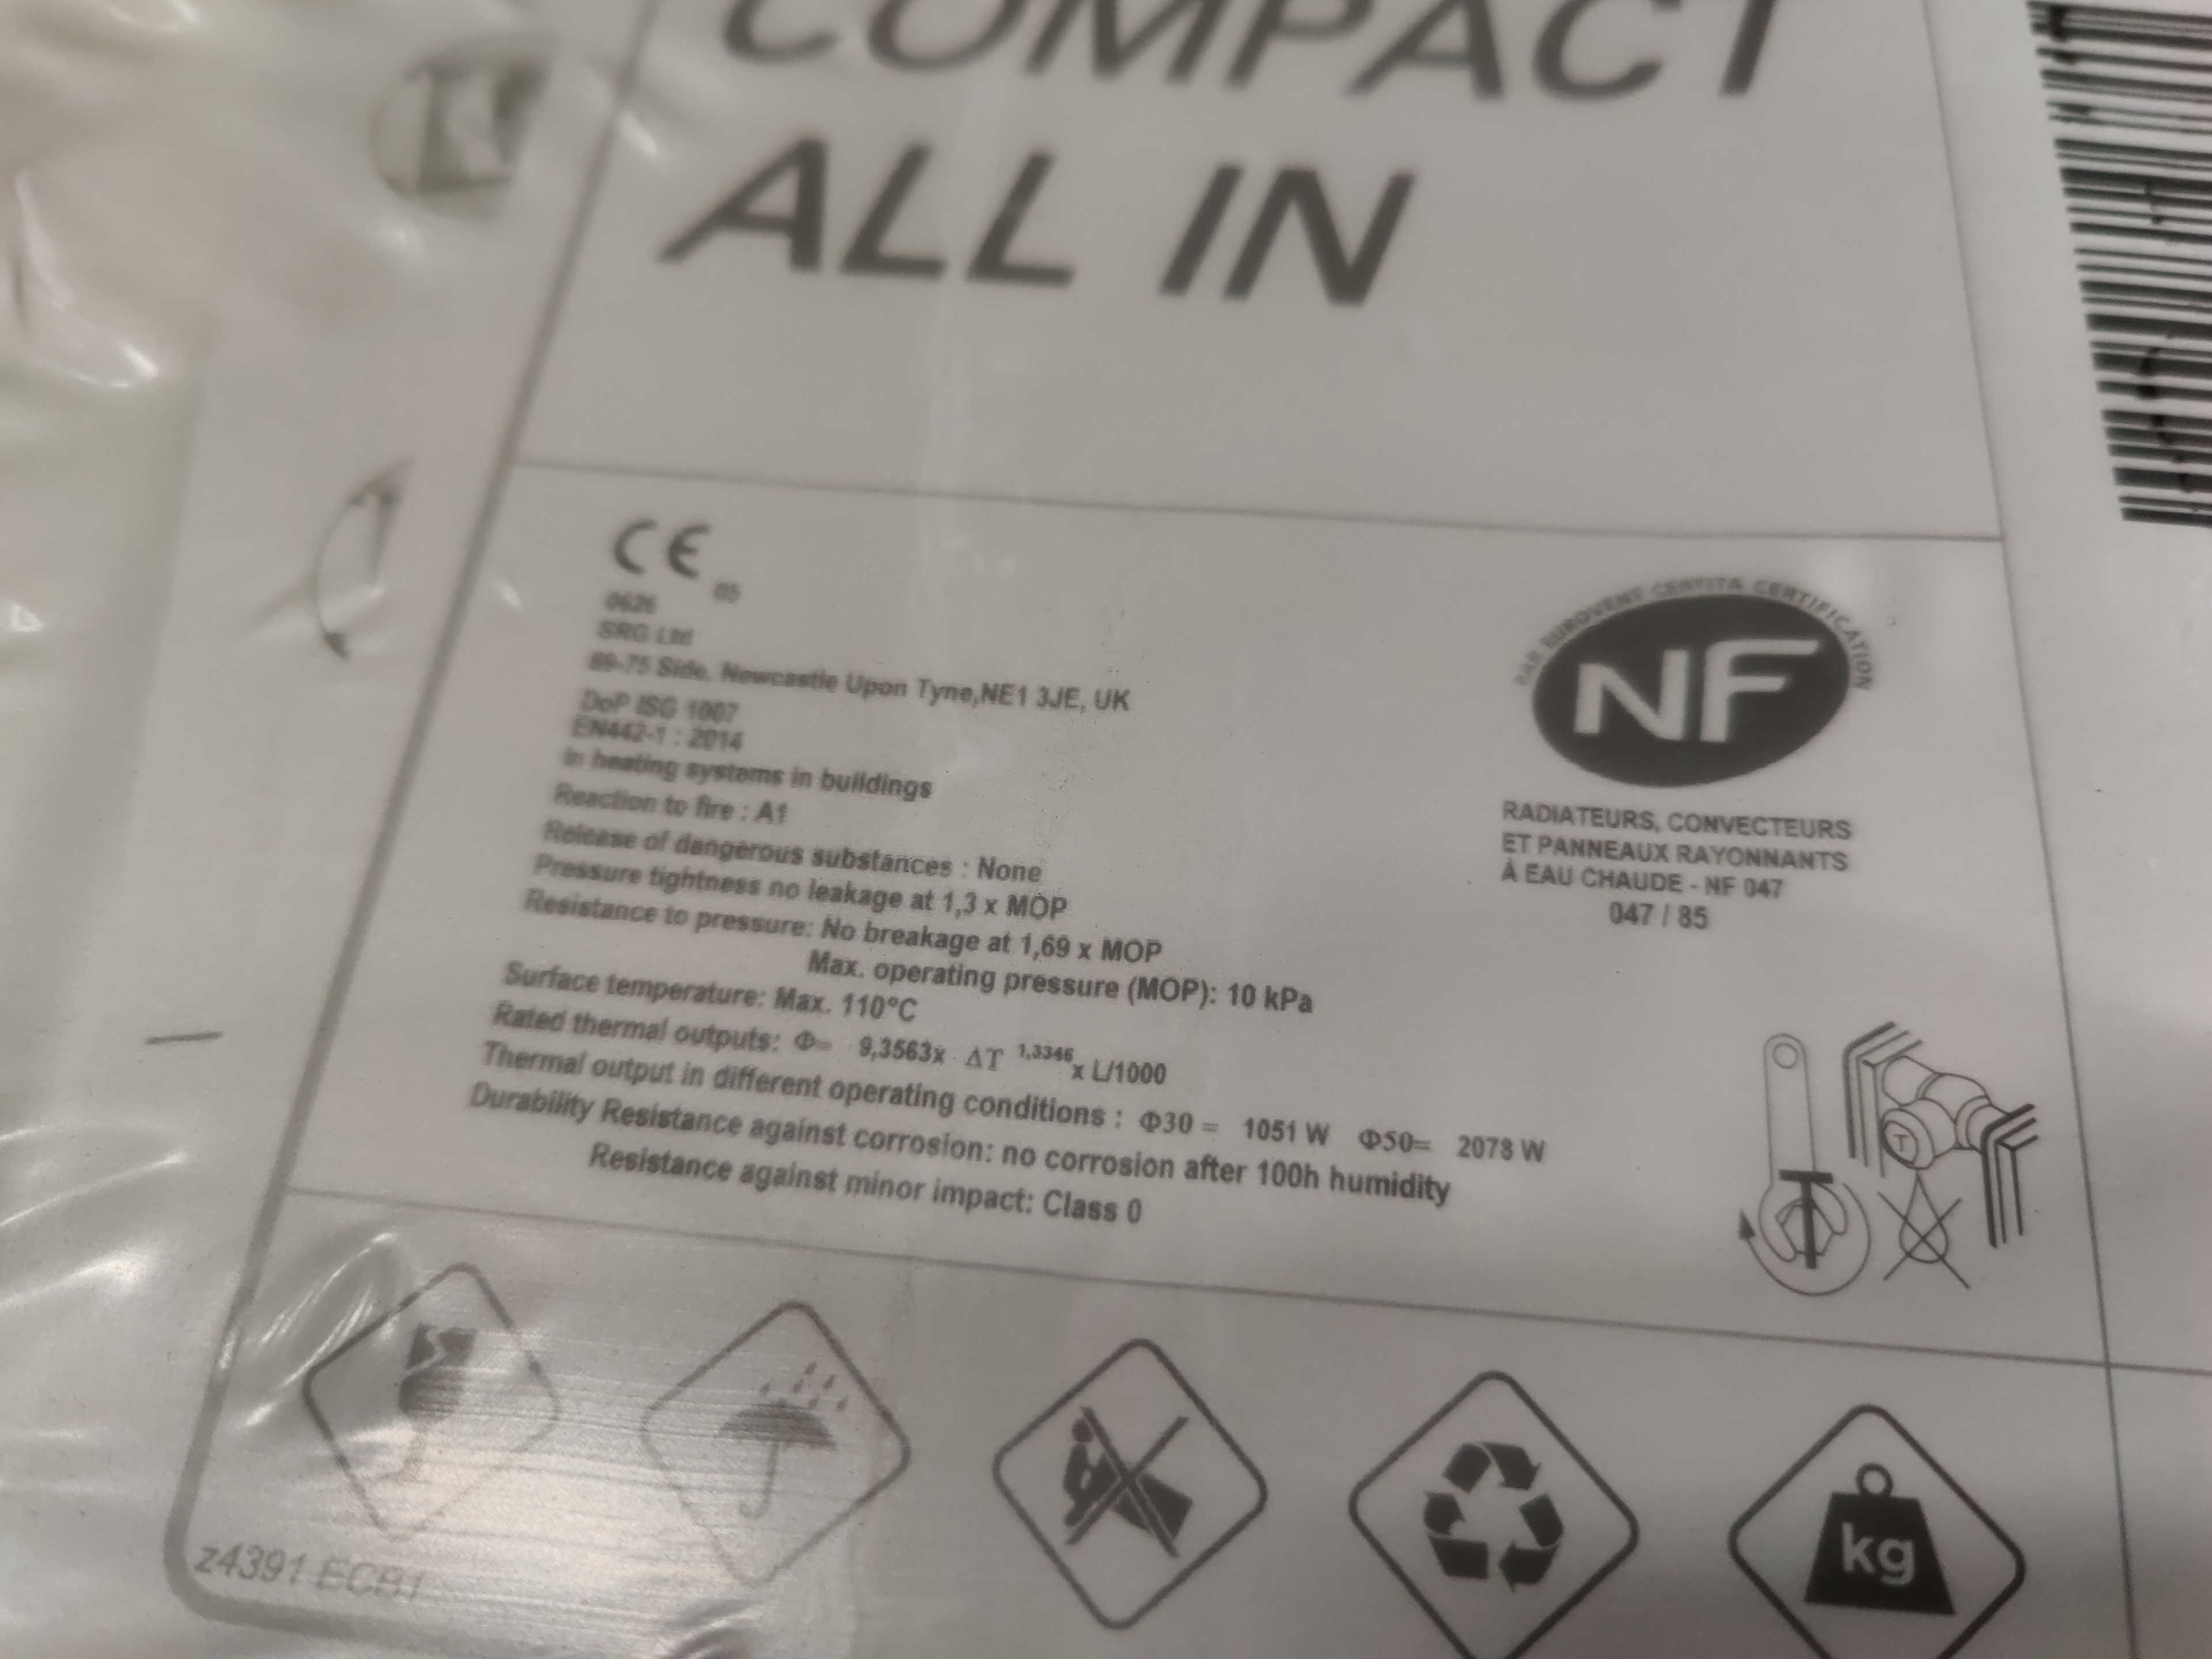 COMPACT
ALL IN
CE 05
0626
SRG Ltd
Side, Newcastle Upon Tyne,NE1 3JE, UK
DoP ISG 1007
EN442-1 : 2014
In heating systems in buildings
Reaction to fire : A1
Release of dangerous substances : None
Pressure tightness no leakage at 1,3 x MOP
Resistance to pressure: No breakage at 1,69 x MOP
Max. operating pressure (MOP): 10 kPa
Surface temperature: Max. 110°C
Rated thermal outputs: Φ= 9,3563x ΔT 1,3346 x L/1000
Thermal output in different operating conditions : Φ30 = 1051 W Φ50= 2078 W
Durability Resistance against corrosion: no corrosion after 100h humidity
Resistance against minor impact: Class 0
PAR EUROVENT CERTITA CERTIFICATION
NF
RADIATEURS, CONVECTEURS
ET PANNEAUX RAYONNANTS
À EAU CHAUDE - NF 047
047 / 85
T
T
kg
z4391